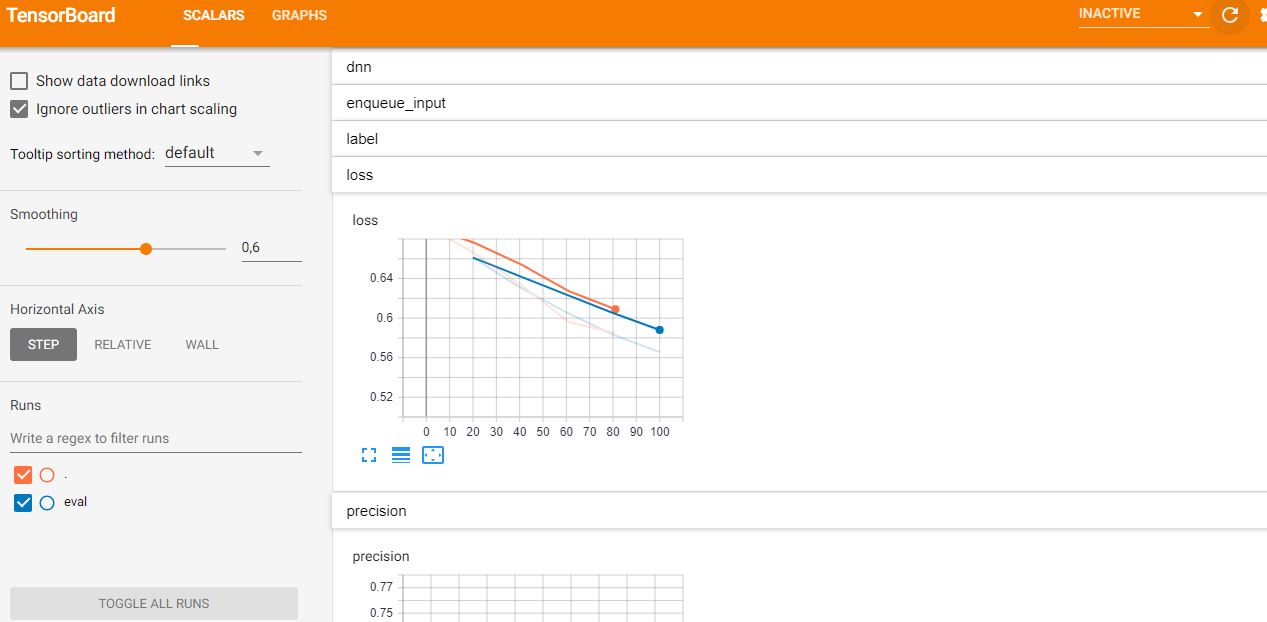 TensorBoard
SCALARS GRAPHS
INACTIVE
Show data download links
Ignore outliers in chart scaling
Tooltip sorting method: default
Smoothing
0,6
Horizontal Axis
STEP RELATIVE WALL
Runs
Write a regex to filter runs
.
eval
TOGGLE ALL RUNS
dnn
enqueue_input
label
loss
loss
0.64
0.6
0.56
0.52
0 10 20 30 40 50 60 70 80 90 100
precision
precision
0.77
0.75